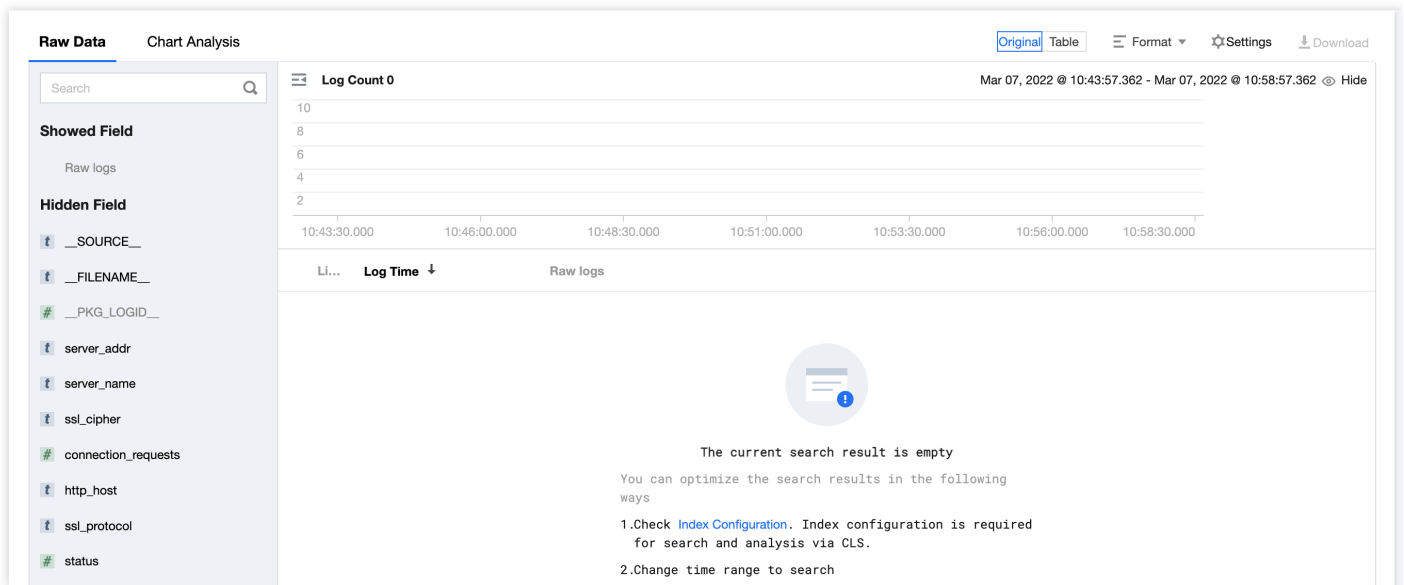 Raw Data Chart Analysis Original Table Format Settings Download
Search
Showed Field
Raw logs
Hidden Field
t __SOURCE__
t __FILENAME__
# __PKG_LOGID__
t server_addr
t server_name
t ssl_cipher
# connection_requests
t http_host
t ssl_protocol
# status
Log Count 0 Mar 07, 2022 @ 10:43:57.362 - Mar 07, 2022 @ 10:58:57.362 Hide
10
8
6
4
2
10:43:30.000 10:46:00.000 10:48:30.000 10:51:00.000 10:53:30.000 10:56:00.000 10:58:30.000
Li... Log Time Raw logs
The current search result is empty
You can optimize the search results in the following
ways
1.Check Index Configuration. Index configuration is required
for search and analysis via CLS.
2.Change time range to search